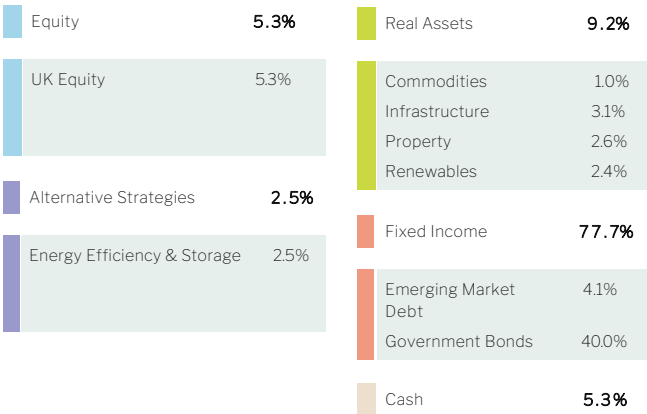 Equity 5.3%
UK Equity 5.3%
Alternative Strategies 2.5%
Energy Efficiency & Storage 2.5%
Real Assets 9.2%
Commodities 1.0%
Infrastructure 3.1%
Property 2.6%
Renewables 2.4%
Fixed Income 77.7%
Emerging Market 4.1%
Debt
Government Bonds 40.0%
Cash 5.3%